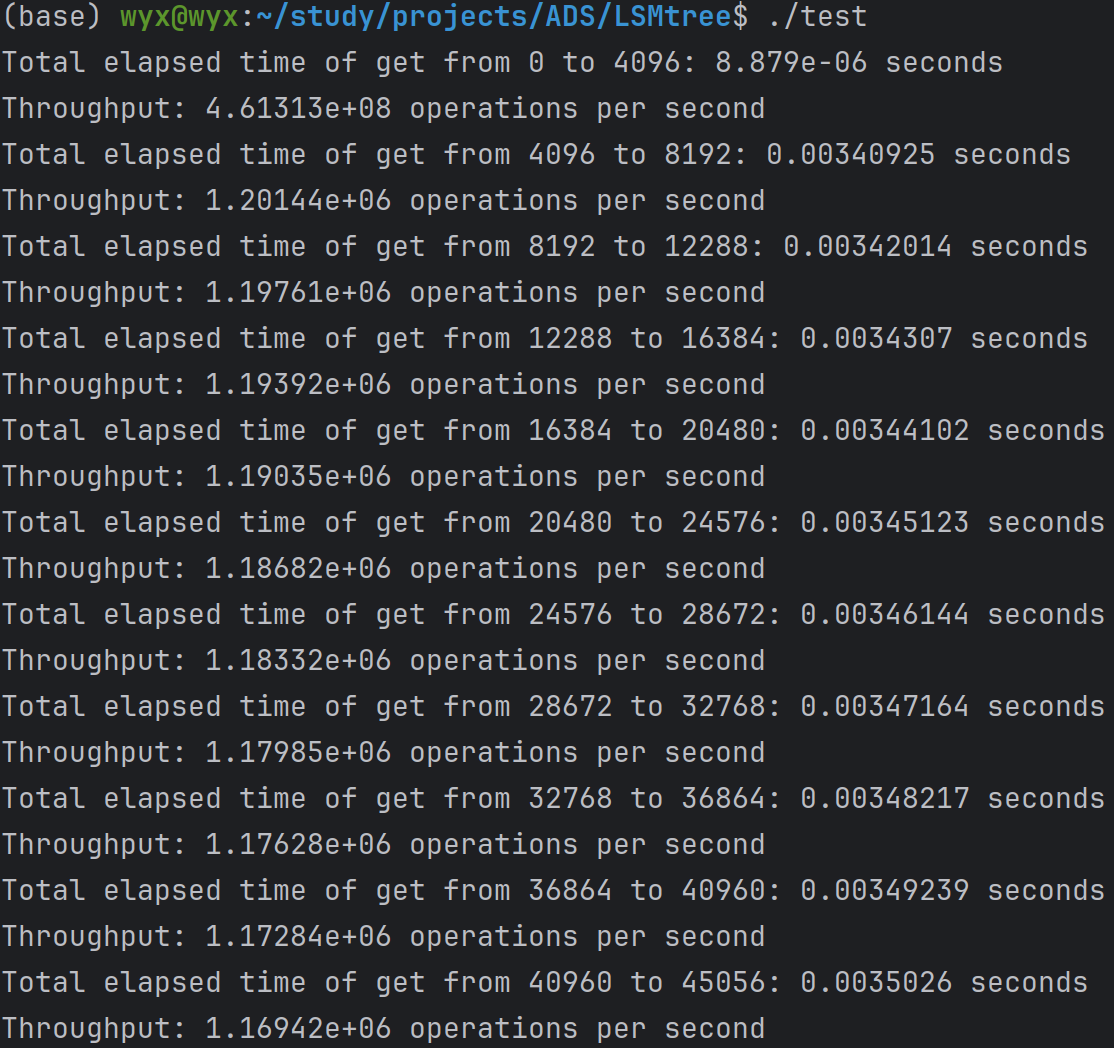 (base) wyx@wyx:~/study/projects/ADS/LSMtree$ ./test
Total elapsed time of get from 0 to 4096: 8.879e-06 seconds
Throughput: 4.61313e+08 operations per second
Total elapsed time of get from 4096 to 8192: 0.00340925 seconds
Throughput: 1.20144e+06 operations per second
Total elapsed time of get from 8192 to 12288: 0.00342014 seconds
Throughput: 1.19761e+06 operations per second
Total elapsed time of get from 12288 to 16384: 0.0034307 seconds
Throughput: 1.19392e+06 operations per second
Total elapsed time of get from 16384 to 20480: 0.00344102 seconds
Throughput: 1.19035e+06 operations per second
Total elapsed time of get from 20480 to 24576: 0.00345123 seconds
Throughput: 1.18682e+06 operations per second
Total elapsed time of get from 24576 to 28672: 0.00346144 seconds
Throughput: 1.18332e+06 operations per second
Total elapsed time of get from 28672 to 32768: 0.00347164 seconds
Throughput: 1.17985e+06 operations per second
Total elapsed time of get from 32768 to 36864: 0.00348217 seconds
Throughput: 1.17628e+06 operations per second
Total elapsed time of get from 36864 to 40960: 0.00349239 seconds
Throughput: 1.17284e+06 operations per second
Total elapsed time of get from 40960 to 45056: 0.0035026 seconds
Throughput: 1.16942e+06 operations per second